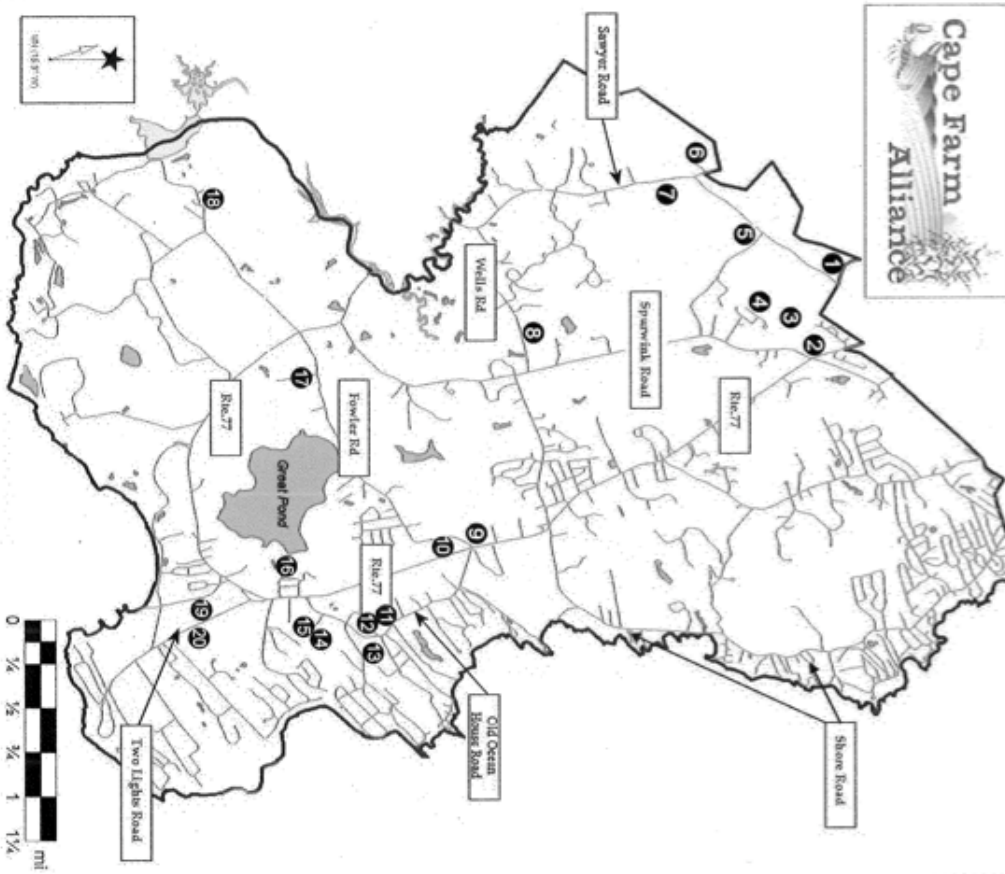 Cape Farm
Alliance
MN (16.9° W)
Sawyer Road
6
7
5
1
4
3
2
18
Wells Rd
8
Spurwink Road
Rte.77
17
Rte.77
Fowler Rd
Great Pond
9
10
16
Rte.77
11
12
13
14
15
19
20
Old Ocean
House Road
Shore Road
Two Lights Road
0
¼
½
¾
1
1¼
mi